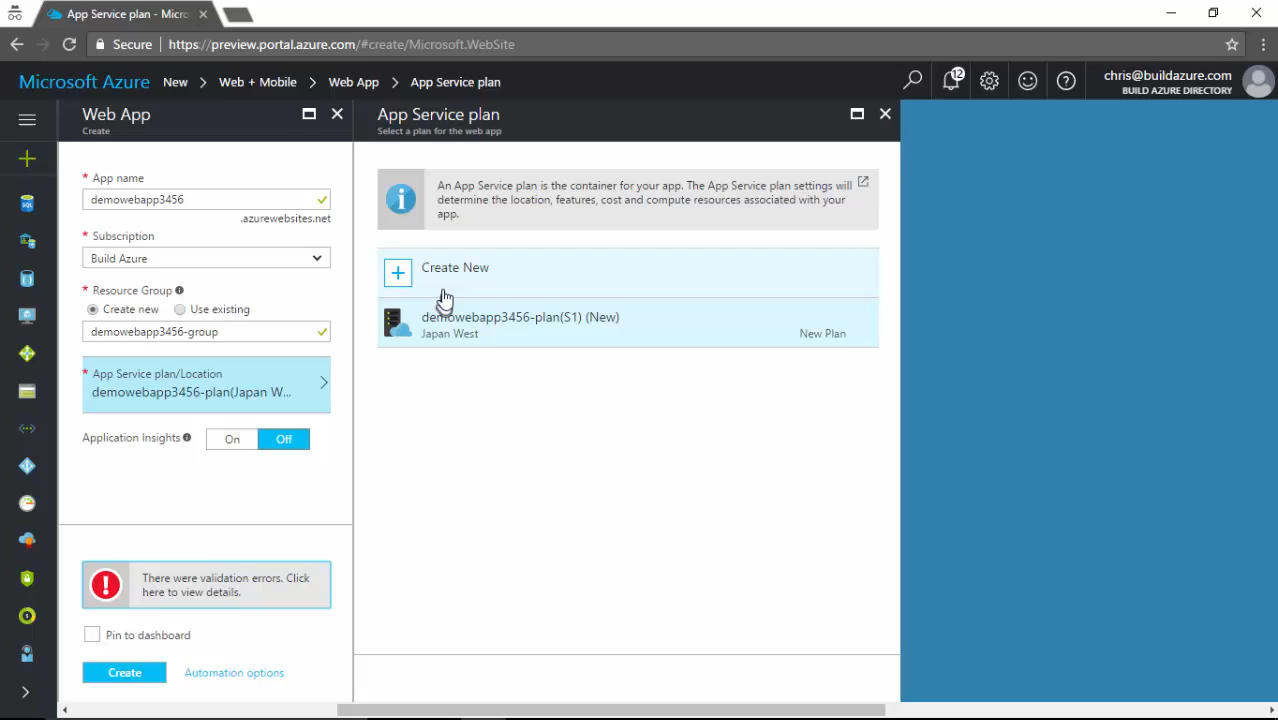 App Service plan - Micro
Secure
https://preview.portal.azure.com/#create/Microsoft.WebSite
Microsoft Azure New > Web + Mobile > Web App > App Service plan
12
chris@buildazure.com
BUILD AZURE DIRECTORY
Web App
Create
* App name
demowebapp3456
.azurewebsites.net
* Subscription
Build Azure
* Resource Group
Create new
Use existing
demowebapp3456-group
* App Service plan/Location
demowebapp3456-plan(Japan W...
Application Insights
On
Off
There were validation errors. Click
here to view details.
Pin to dashboard
Create
Automation options
App Service plan
Select a plan for the web app
An App Service plan is the container for your app. The App Service plan settings will
determine the location, features, cost and compute resources associated with your
app.
Create New
demowebapp3456-plan(S1) (New)
Japan West
New Plan